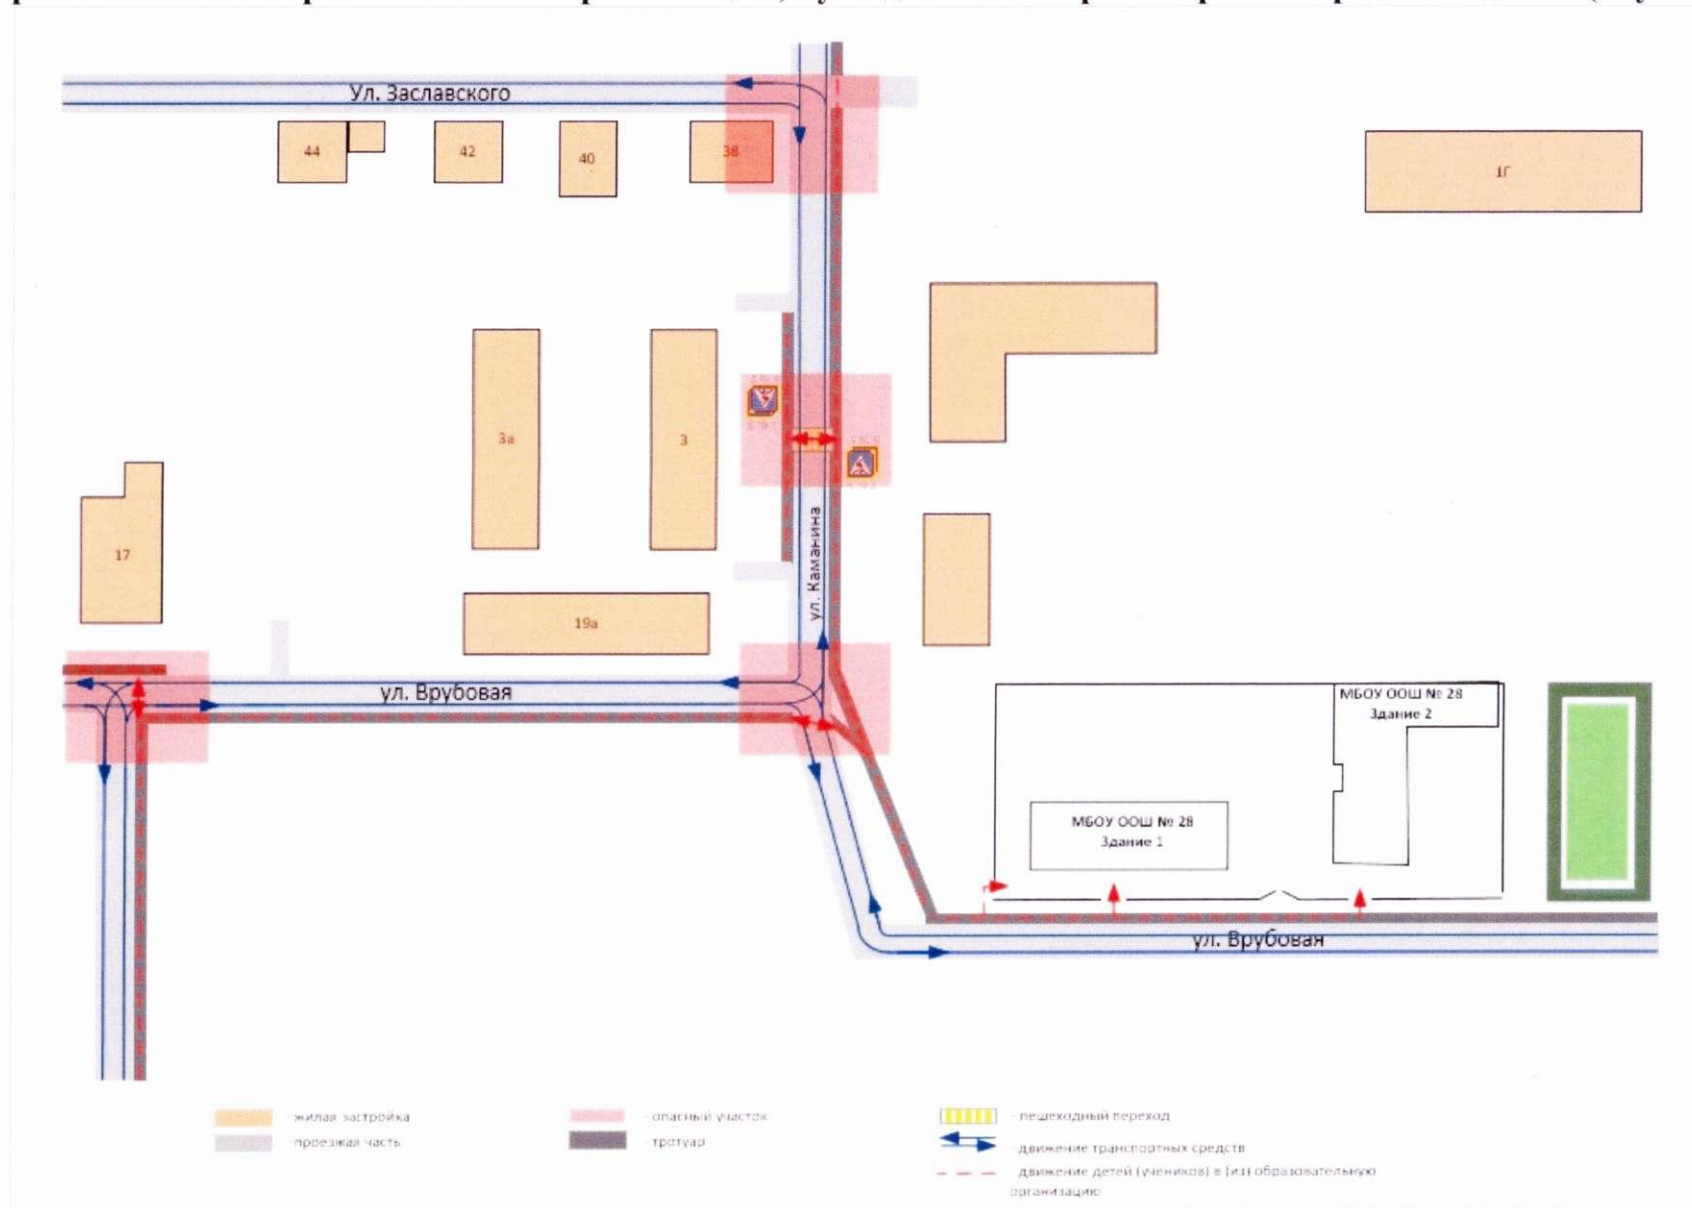 Ул. Заславского
44
42
40
38
1Г
3а
3
17
ул. Каманина
19а
ул. Врубовая
МБОУ ООШ № 28
Здание 2
МБОУ ООШ № 28
Здание 1
ул. Врубовая
- жилая застройка
- проезжая часть
- опасный участок
- тротуар
- пешеходный переход
- движение транспортных средств
движение детей (учеников) в (из) образовательную
организацию